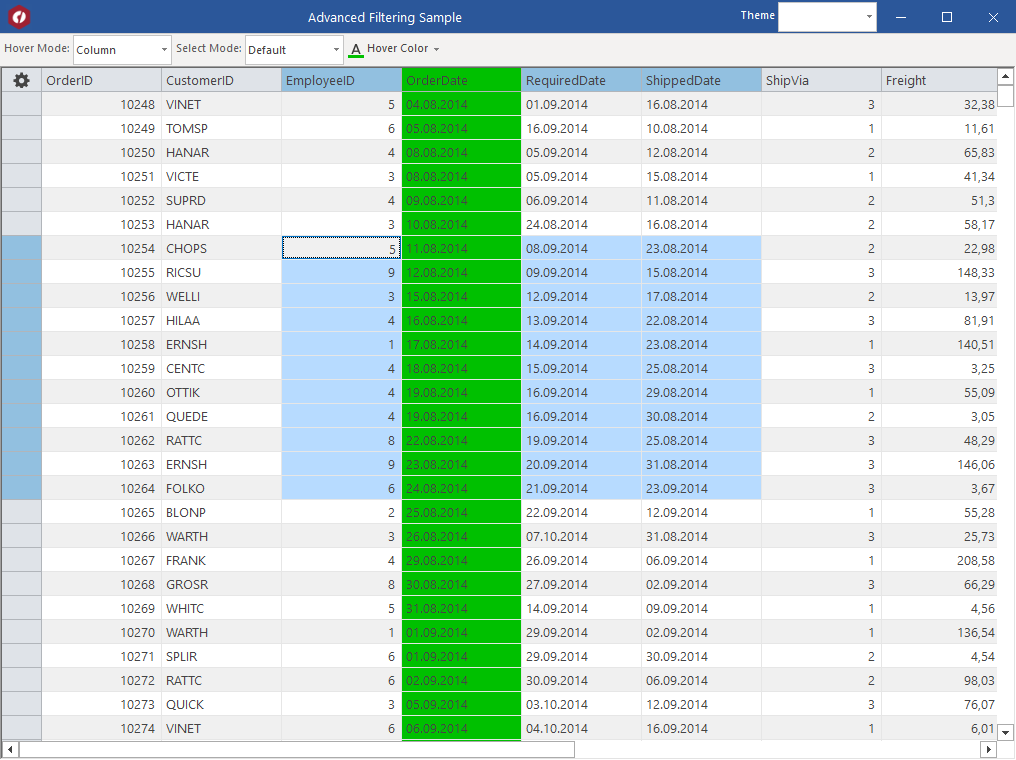 Advanced Filtering Sample Theme
Hover Mode: Column Select Mode: Default A Hover Color
OrderID CustomerID EmployeeID OrderDate RequiredDate ShippedDate ShipVia Freight
10248 VINET 5 04.08.2014 01.09.2014 16.08.2014 3 32,38
10249 TOMSP 6 05.08.2014 16.09.2014 10.08.2014 1 11,61
10250 HANAR 4 08.08.2014 05.09.2014 12.08.2014 2 65,83
10251 VICTE 3 08.08.2014 05.09.2014 15.08.2014 1 41,34
10252 SUPRD 4 09.08.2014 06.09.2014 11.08.2014 2 51,3
10253 HANAR 3 10.08.2014 24.08.2014 16.08.2014 2 58,17
10254 CHOPS 5 11.08.2014 08.09.2014 23.08.2014 2 22,98
10255 RICSU 9 12.08.2014 09.09.2014 15.08.2014 3 148,33
10256 WELLI 3 15.08.2014 12.09.2014 17.08.2014 2 13,97
10257 HILAA 4 16.08.2014 13.09.2014 22.08.2014 3 81,91
10258 ERNSH 1 17.08.2014 14.09.2014 23.08.2014 1 140,51
10259 CENTC 4 18.08.2014 15.09.2014 25.08.2014 3 3,25
10260 OTTIK 4 19.08.2014 16.09.2014 29.08.2014 1 55,09
10261 QUEDE 4 19.08.2014 16.09.2014 30.08.2014 2 3,05
10262 RATTC 8 22.08.2014 19.09.2014 25.08.2014 3 48,29
10263 ERNSH 9 23.08.2014 20.09.2014 31.08.2014 3 146,06
10264 FOLKO 6 24.08.2014 21.09.2014 23.09.2014 3 3,67
10265 BLONP 2 25.08.2014 22.09.2014 12.09.2014 1 55,28
10266 WARTH 3 26.08.2014 07.10.2014 31.08.2014 3 25,73
10267 FRANK 4 29.08.2014 26.09.2014 06.09.2014 1 208,58
10268 GROSR 8 30.08.2014 27.09.2014 02.09.2014 3 66,29
10269 WHITC 5 31.08.2014 14.09.2014 09.09.2014 1 4,56
10270 WARTH 1 01.09.2014 29.09.2014 02.09.2014 1 136,54
10271 SPLIR 6 01.09.2014 29.09.2014 30.09.2014 2 4,54
10272 RATTC 6 02.09.2014 30.09.2014 06.09.2014 2 98,03
10273 QUICK 3 05.09.2014 03.10.2014 12.09.2014 3 76,07
10274 VINET 6 06.09.2014 04.10.2014 16.09.2014 1 6,01